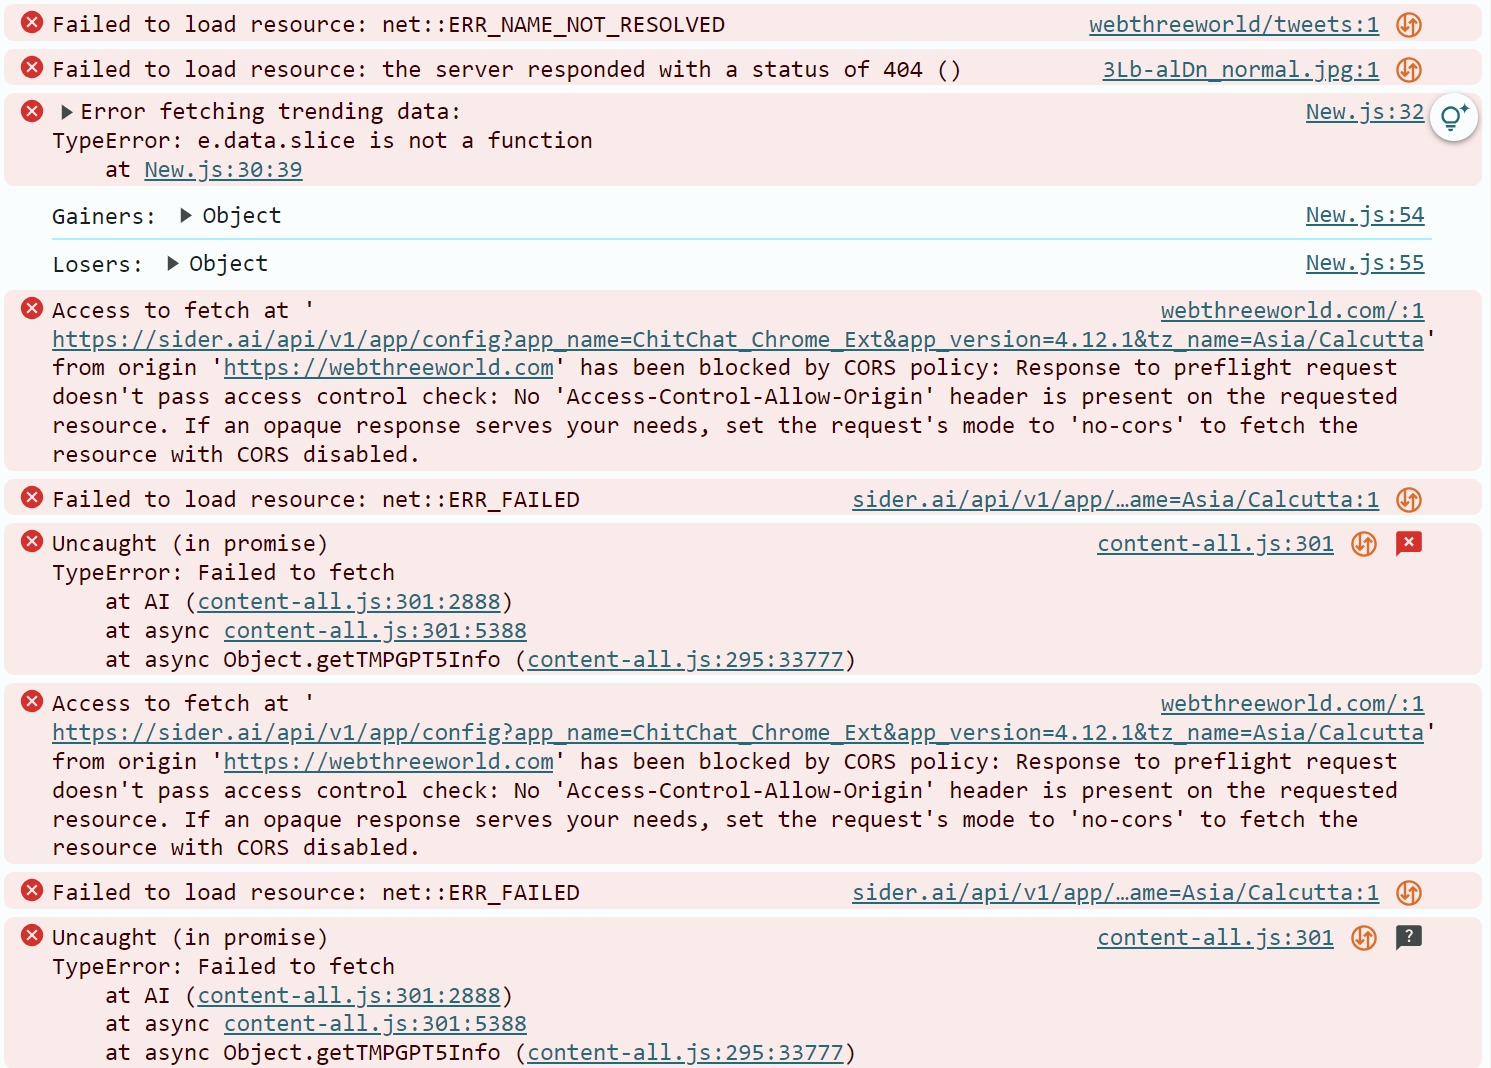 Failed to load resource: net::ERR_NAME_NOT_RESOLVED webthreeworld/tweets:1
Failed to load resource: the server responded with a status of 404 () 3Lb-alDn_normal.jpg:1
Error fetching trending data: New.js:32
TypeError: e.data.slice is not a function
at New.js:30:39
Gainers: Object New.js:54
Losers: Object New.js:55
Access to fetch at ' webthreeworld.com/:1
https://sider.ai/api/v1/app/config?app_name=ChitChat_Chrome_Ext&app_version=4.12.1&tz_name=Asia/Calcutta'
from origin 'https://webthreeworld.com' has been blocked by CORS policy: Response to preflight request
doesn't pass access control check: No 'Access-Control-Allow-Origin' header is present on the requested
resource. If an opaque response serves your needs, set the request's mode to 'no-cors' to fetch the
resource with CORS disabled.
Failed to load resource: net::ERR_FAILED sider.ai/api/v1/app/…ame=Asia/Calcutta:1
Uncaught (in promise) content-all.js:301
TypeError: Failed to fetch
at AI (content-all.js:301:2888)
at async content-all.js:301:5388
at async Object.getTMPGPT5Info (content-all.js:295:33777)
Access to fetch at ' webthreeworld.com/:1
https://sider.ai/api/v1/app/config?app_name=ChitChat_Chrome_Ext&app_version=4.12.1&tz_name=Asia/Calcutta'
from origin 'https://webthreeworld.com' has been blocked by CORS policy: Response to preflight request
doesn't pass access control check: No 'Access-Control-Allow-Origin' header is present on the requested
resource. If an opaque response serves your needs, set the request's mode to 'no-cors' to fetch the
resource with CORS disabled.
Failed to load resource: net::ERR_FAILED sider.ai/api/v1/app/…ame=Asia/Calcutta:1
Uncaught (in promise) content-all.js:301
TypeError: Failed to fetch
at AI (content-all.js:301:2888)
at async content-all.js:301:5388
at async Object.getTMPGPT5Info (content-all.js:295:33777)